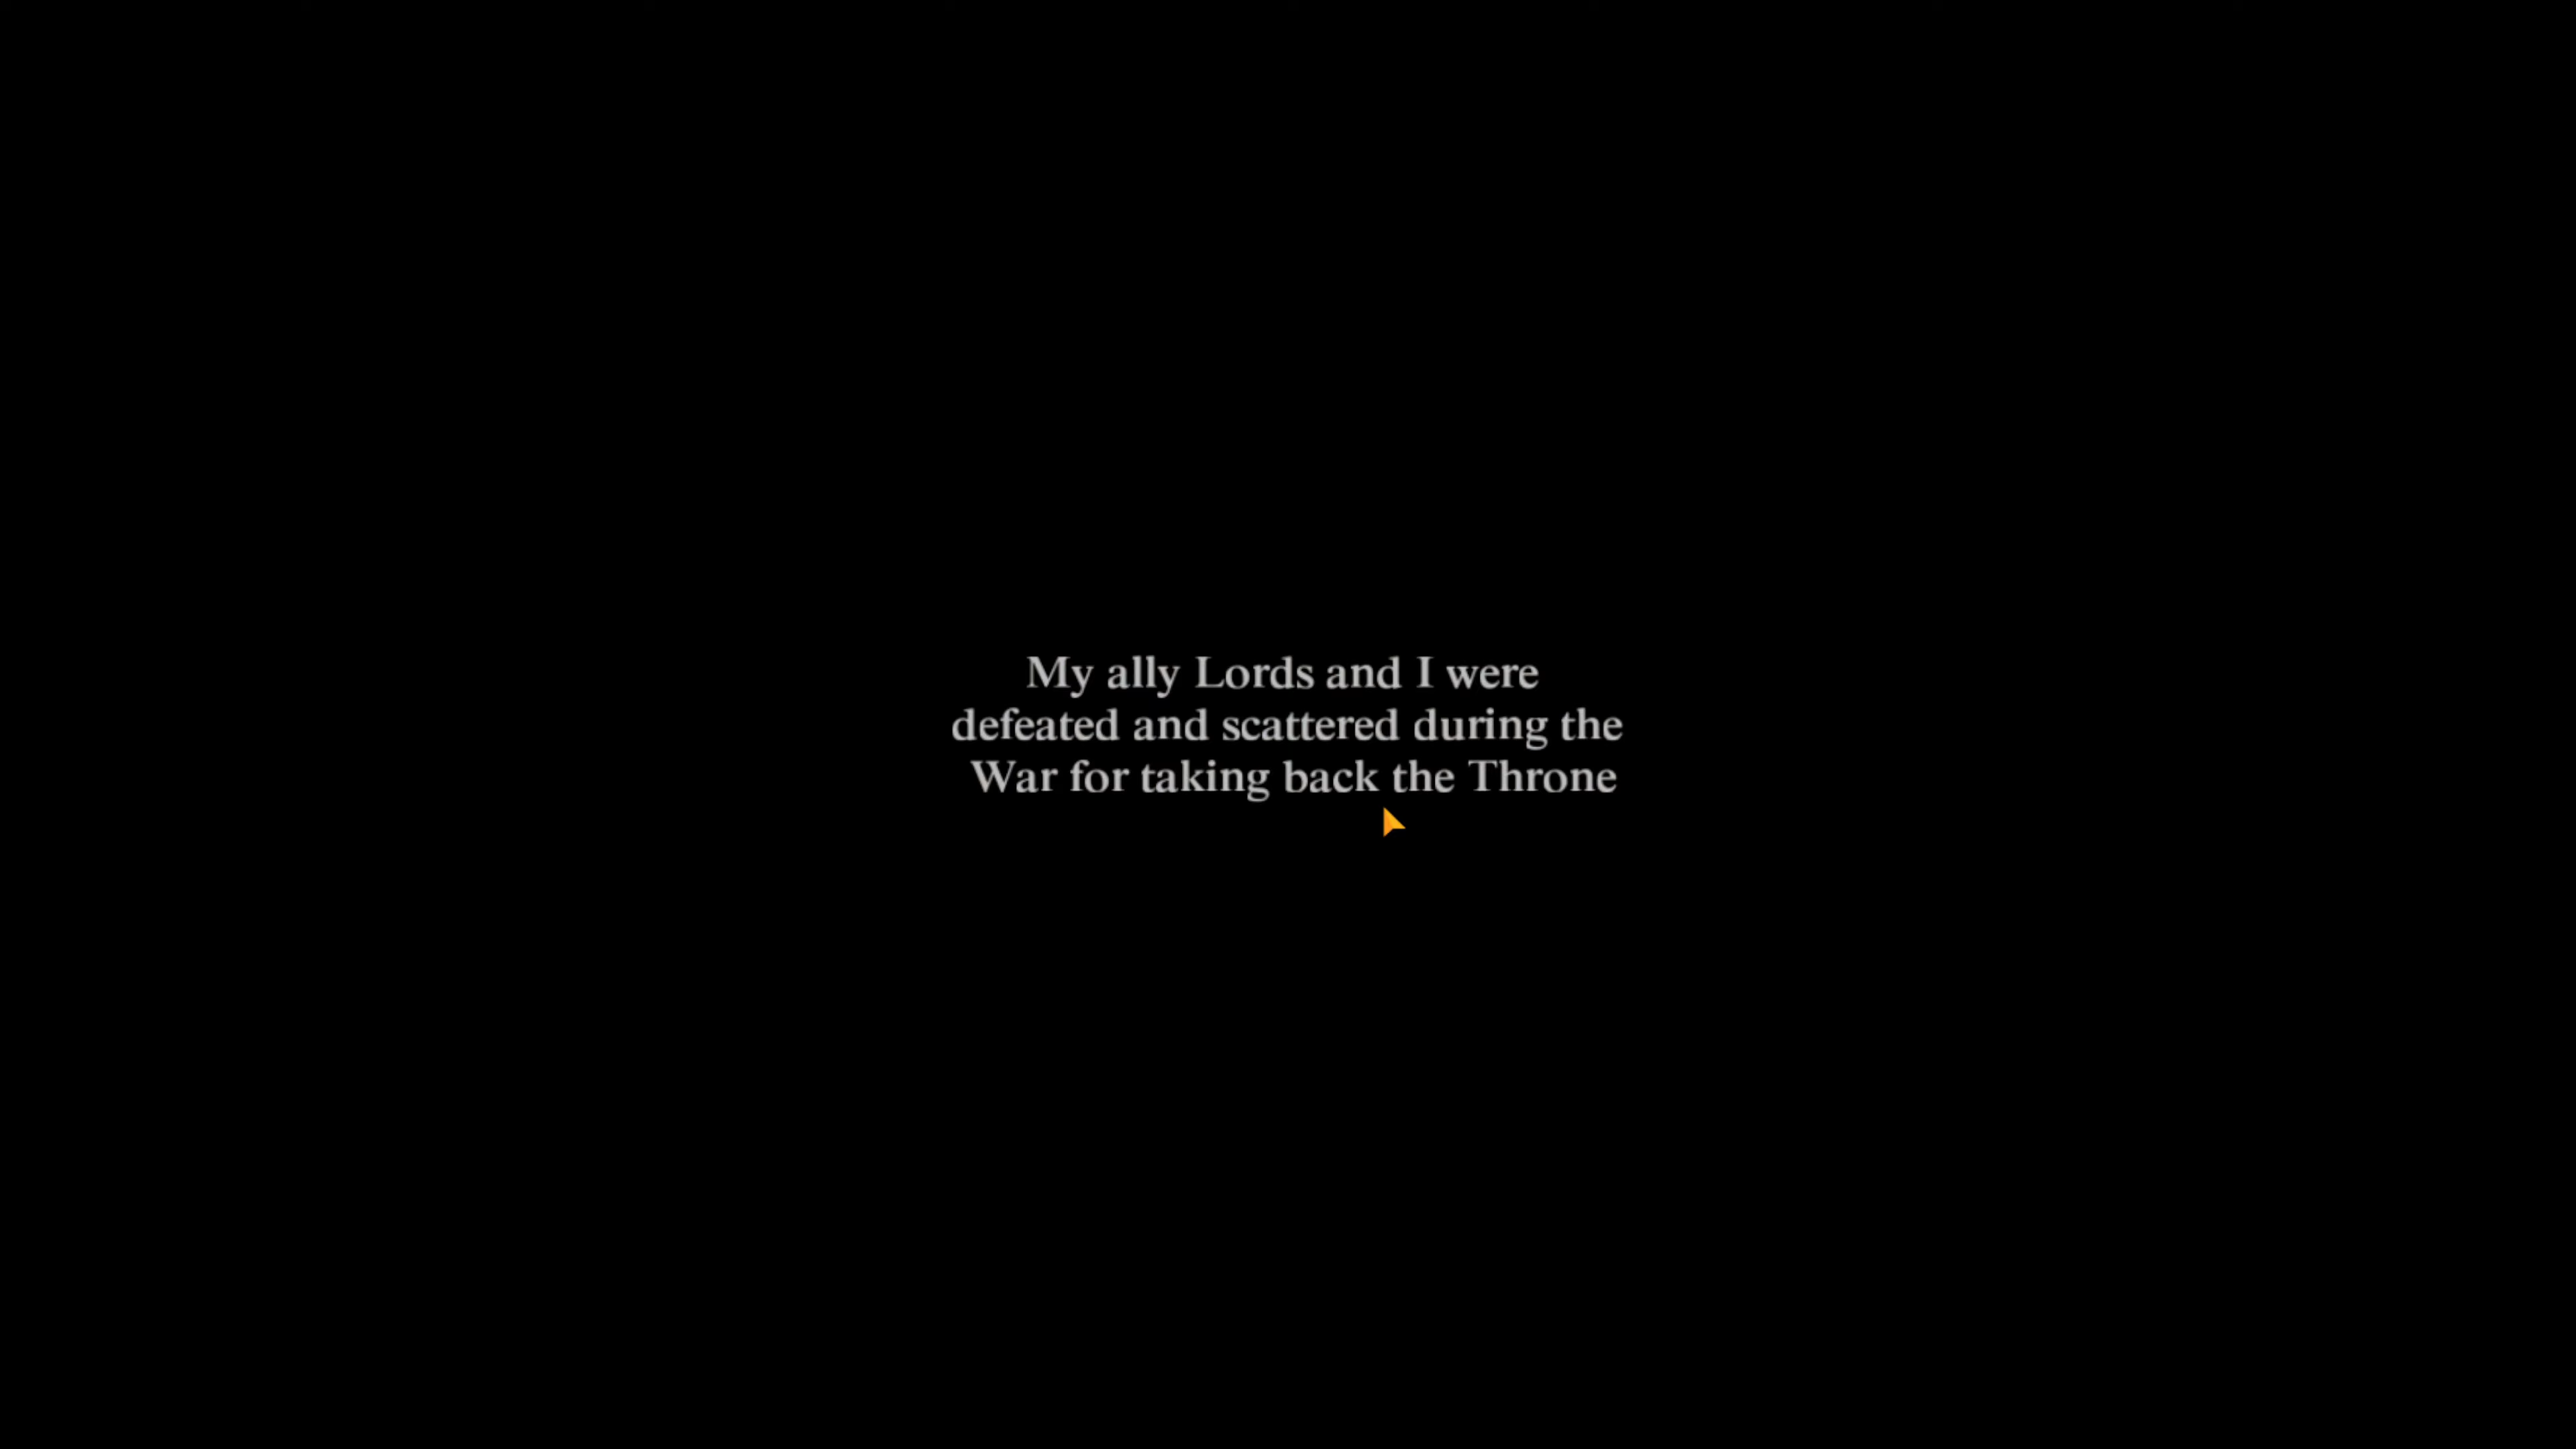 My ally Lords and I were
defeated and scattered during the
War for taking back the Throne